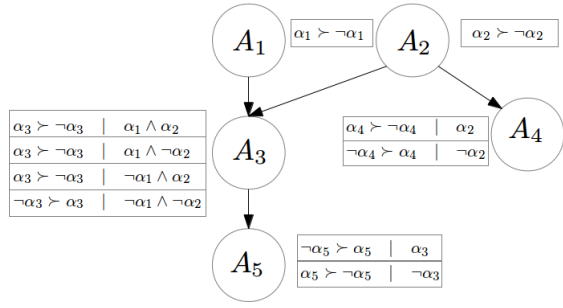 A₁
α₁ ≻ ¬α₁
A₂
α₂ ≻ ¬α₂
α₃ ≻ ¬α₃ | α₁ ∧ α₂
α₃ ≻ ¬α₃ | α₁ ∧ ¬α₂
α₃ ≻ ¬α₃ | ¬α₁ ∧ α₂
¬α₃ ≻ α₃ | ¬α₁ ∧ ¬α₂
A₃
α₄ ≻ ¬α₄ | α₂
¬α₄ ≻ α₄ | ¬α₂
A₄
A₅
¬α₅ ≻ α₅ | α₃
α₅ ≻ ¬α₅ | ¬α₃